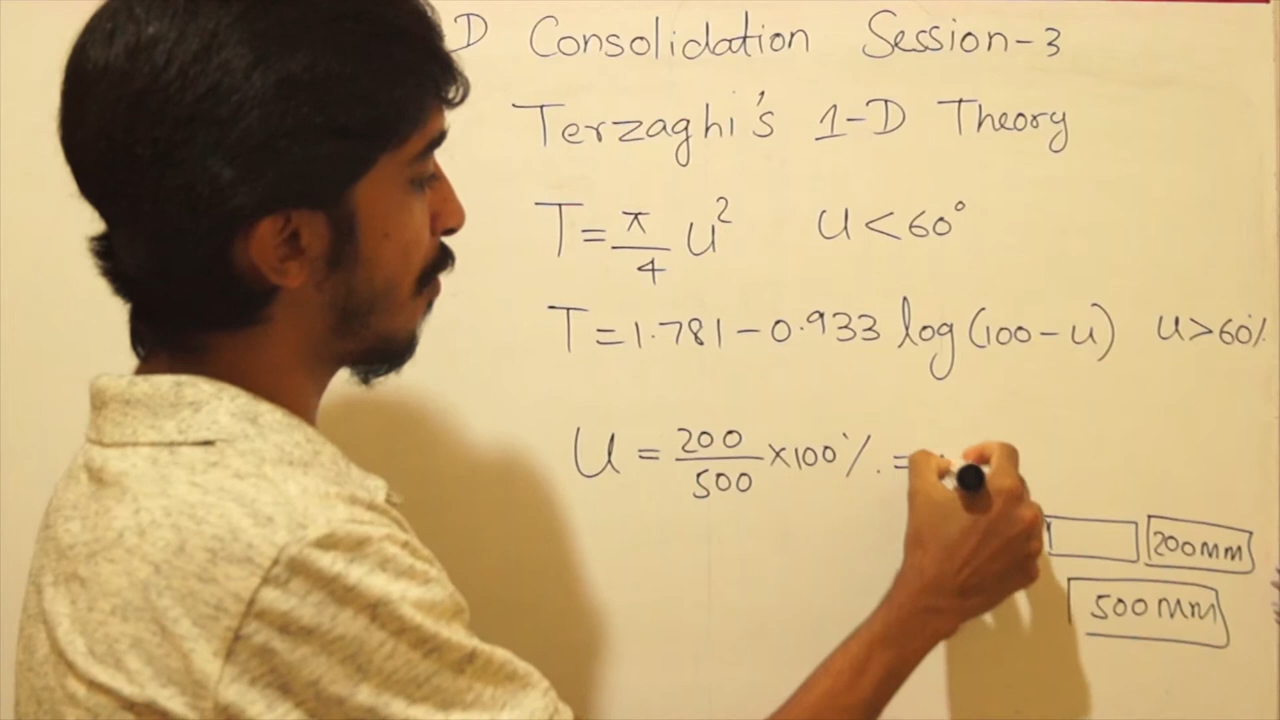 D Consolidation Session-3
Terzaghi's 1-D Theory
T = π/4 u² u < 60°
T = 1.781 - 0.933 log (100 - u) u > 60%
U = 200/500 × 100% =
200mm
500mm